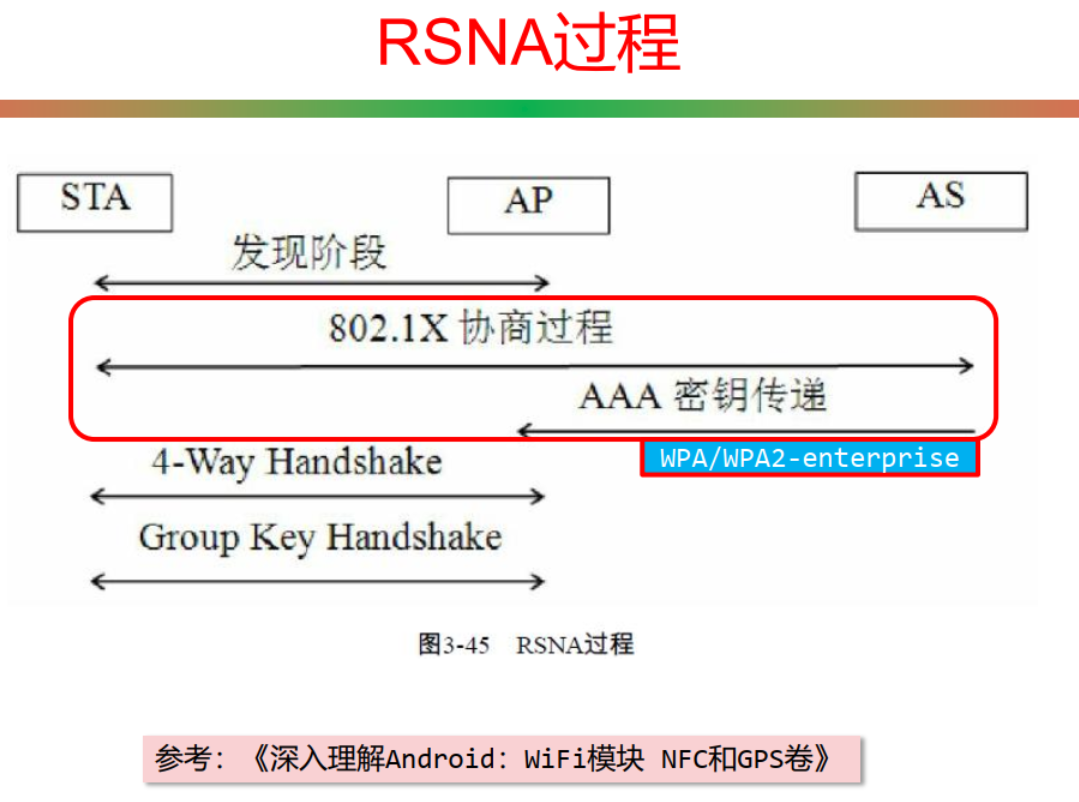 RSNA过程
STA
AP
AS
发现阶段
802.1X 协商过程
AAA 密钥传递
WPA/WPA2-enterprise
4-Way Handshake
Group Key Handshake
图3-45 RSNA过程
参考：《深入理解Android：WiFi模块 NFC和GPS卷》